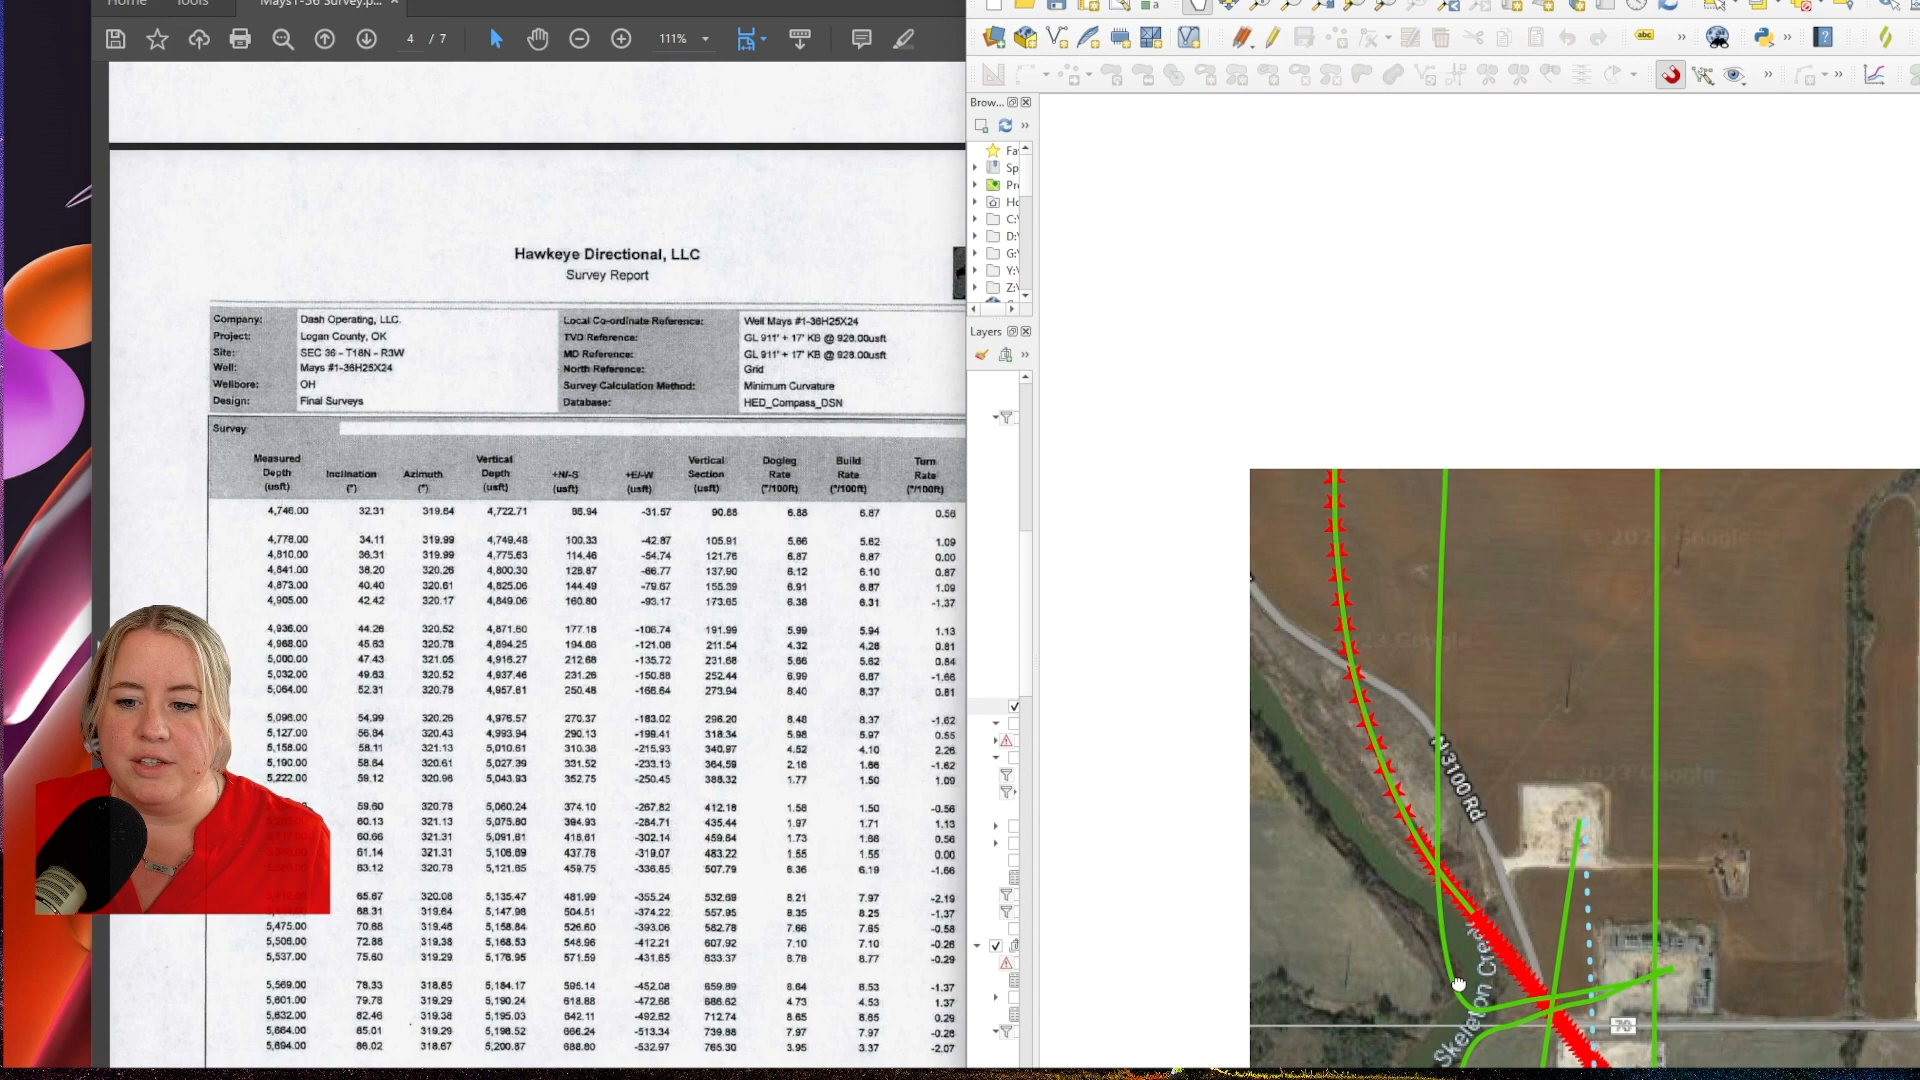 Home Tools Mays1-36 Survey.p...
4 / 7 111%
Hawkeye Directional, LLC
Survey Report
Company: Dash Operating, LLC. Local Co-ordinate Reference: Well Mays #1-36H25X24
Project: Logan County, OK TVD Reference: GL 911' + 17' KB @ 928.00usft
Site: SEC 36 - T18N - R3W MD Reference: GL 911' + 17' KB @ 928.00usft
Well: Mays #1-36H25X24 North Reference: Grid
Wellbore: OH Survey Calculation Method: Minimum Curvature
Design: Final Surveys Database: HED_Compass_DSN
Survey
Measured Depth (usft) Inclination (°) Azimuth (°) Vertical Depth (usft) +N/-S (usft) +E/-W (usft) Vertical Section (usft) Dogleg Rate (°/100ft) Build Rate (°/100ft) Turn Rate (°/100ft)
4,746.00 32.31 319.64 4,722.71 86.94 -31.57 90.88 6.88 6.87 0.56
4,778.00 34.11 319.99 4,749.48 100.33 -42.87 105.91 5.66 5.62 1.09
4,810.00 36.31 319.99 4,775.63 114.46 -54.74 121.76 6.87 6.87 0.00
4,841.00 38.20 320.26 4,800.30 128.87 -66.77 137.90 6.12 6.10 0.87
4,873.00 40.40 320.61 4,825.06 144.49 -79.67 155.39 6.91 6.87 1.09
4,905.00 42.42 320.17 4,849.06 160.80 -93.17 173.65 6.38 6.31 -1.37
4,936.00 44.26 320.52 4,871.60 177.18 -106.74 191.99 5.99 5.94 1.13
4,968.00 45.63 320.78 4,894.25 194.66 -121.06 211.54 4.32 4.28 0.81
5,000.00 47.43 321.05 4,916.27 212.68 -135.72 231.68 5.66 5.62 0.84
5,032.00 49.63 320.52 4,937.46 231.26 -150.88 252.44 6.99 6.87 -1.66
5,064.00 52.31 320.78 4,957.61 250.48 -166.64 273.94 8.40 8.37 0.81
5,096.00 54.99 320.26 4,976.57 270.37 -183.02 296.20 8.48 8.37 -1.62
5,127.00 56.84 320.43 4,993.94 290.13 -199.41 318.34 5.98 5.97 0.55
5,158.00 58.11 321.13 5,010.61 310.38 -215.93 340.97 4.52 4.10 2.26
5,190.00 58.64 320.61 5,027.39 331.52 -233.13 364.59 2.16 1.66 -1.62
5,222.00 59.12 320.96 5,043.93 352.75 -250.45 388.32 1.77 1.50 1.09
59.60 320.78 5,060.24 374.10 -267.82 412.18 1.58 1.50 -0.56
60.13 321.13 5,075.80 394.93 -284.71 435.44 1.97 1.71 1.13
60.66 321.31 5,091.61 416.61 -302.14 459.64 1.73 1.66 0.56
61.14 321.31 5,106.69 437.76 -319.07 483.22 1.55 1.55 0.00
63.12 320.78 5,121.65 459.75 -336.85 507.79 6.36 6.19 -1.66
65.67 320.08 5,135.47 481.99 -355.24 532.69 8.21 7.97 -2.19
68.31 319.64 5,147.98 504.51 -374.22 557.95 8.35 8.25 -1.37
5,475.00 70.68 319.46 5,158.84 526.60 -393.06 582.78 7.66 7.65 -0.58
5,506.00 72.88 319.38 5,168.53 548.96 -412.21 607.92 7.10 7.10 -0.26
5,537.00 75.60 319.29 5,176.95 571.59 -431.65 633.37 8.78 8.77 -0.29
5,569.00 78.33 318.85 5,184.17 595.14 -452.08 659.89 8.64 8.53 -1.37
5,601.00 79.78 319.29 5,190.24 618.88 -472.66 686.62 4.73 4.53 1.37
5,632.00 82.46 319.38 5,195.03 642.11 -492.62 712.74 8.65 8.65 0.29
5,664.00 85.01 319.29 5,198.52 666.24 -513.34 739.88 7.97 7.97 -0.28
5,694.00 86.02 318.67 5,200.87 688.80 -532.97 765.30 3.95 3.37 -2.07
abc
Brow...
Fa
Sp
Pr
Ho
C:\
D:\
G:\
Y:\
Z:\
Layers
N3100 Rd
70